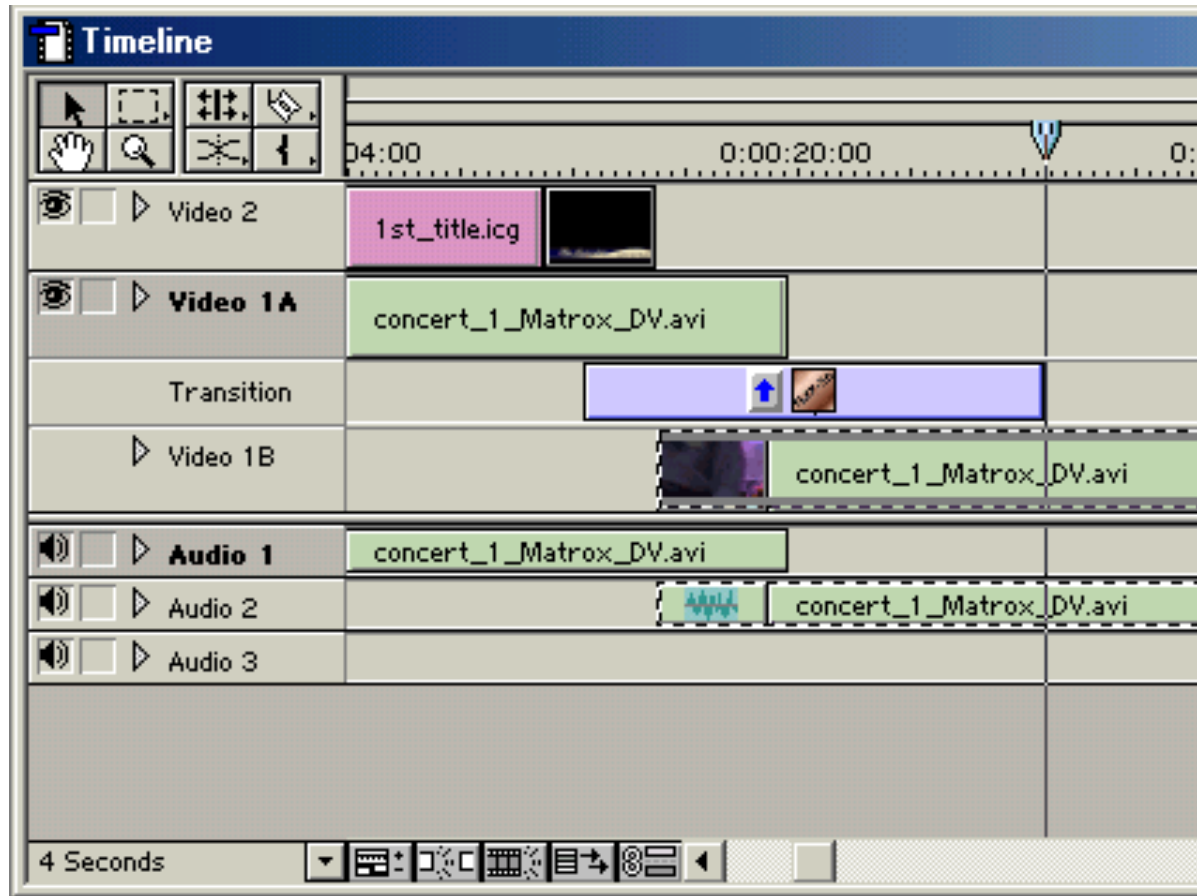 Timeline
04:00 0:00:20:00 0:
Video 2
1st_title.icg
Video 1A
concert_1_Matrox_DV.avi
Transition
Video 1B
concert_1_Matrox_DV.avi
Audio 1
concert_1_Matrox_DV.avi
Audio 2
concert_1_Matrox_DV.avi
Audio 3
4 Seconds